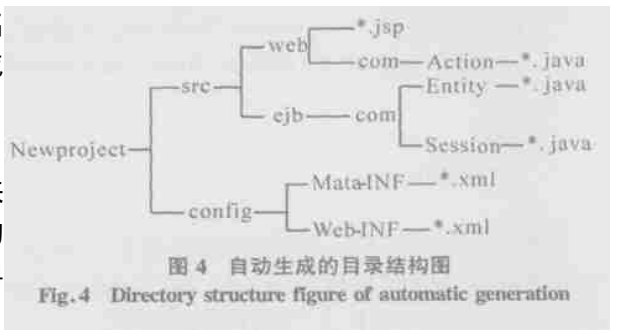 *.jsp
web
com—Action—*.java
src
Entity—*.java
ejb—com
Session—*.java
Newproject
Mata-INF—*.xml
config
Web-INF—*.xml
图 4 自动生成的目录结构图
Fig.4 Directory structure figure of automatic generation